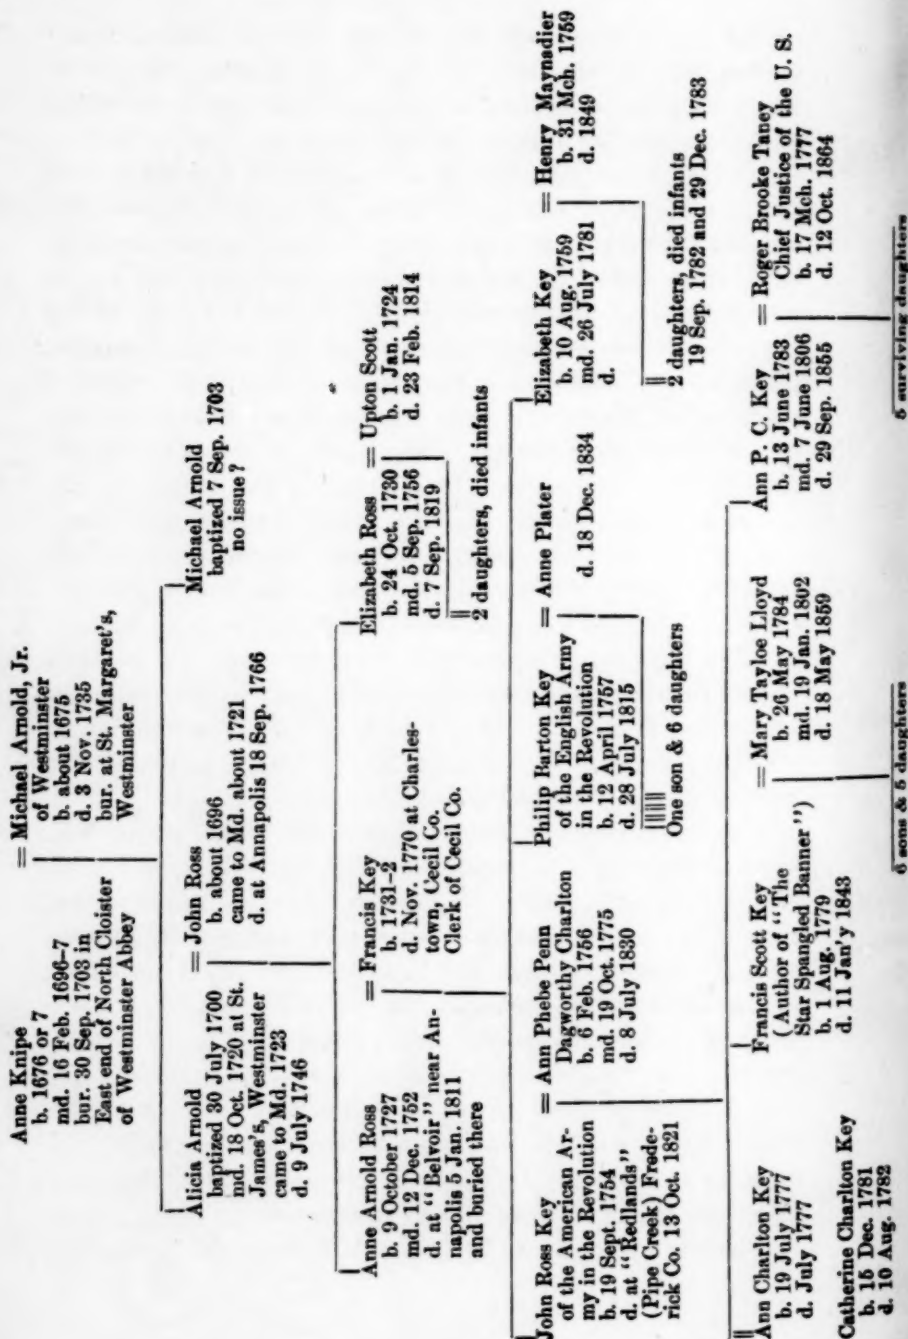 Anne Knipe
b. 1676 or 7
md. 16 Feb. 1696-7
bur. 30 Sep. 1703 in
East end of North Cloister
of Westminster Abbey
= Michael Arnold, Jr.
of Westminster
b. about 1675
d. 3 Nov. 1735
bur. at St. Margaret's,
Westminster
Alicia Arnold
baptized 30 July 1700
md. 18 Oct. 1720 at St.
James's, Westminster
came to Md. 1723
d. 9 July 1746
= John Ross
b. about 1696
came to Md. about 1721
d. at Annapolis 18 Sep. 1766
Michael Arnold
baptized 7 Sep. 1703
no issue?
Anne Arnold Ross
b. 9 October 1727
md. 12 Dec. 1752
d. at "Belvoir" near An-
napolis 5 Jan. 1811
and buried there
= Francis Key
b. 1731-2
d. Nov. 1770 at Charles-
town, Cecil Co.
Clerk of Cecil Co.
Elizabeth Ross
b. 24 Oct. 1730
md. 5 Sep. 1756
d. 7 Sep. 1819
= Upton Scott
b. 1 Jan. 1724
d. 23 Feb. 1814
2 daughters, died infants
John Ross Key
of the American Ar-
my in the Revolution
b. 19 Sept. 1754
d. at "Redlands"
(Pipe Creek) Frede-
rick Co. 13 Oct. 1821
= Ann Phebe Penn
Dagworthy Charlton
b. 6 Feb. 1756
md. 19 Oct. 1775
d. 8 July 1830
Philip Barton Key
of the English Army
in the Revolution
b. 12 April 1757
d. 28 July 1815
= Anne Plater
d. 18 Dec. 1834
One son & 6 daughters
Elizabeth Key
b. 10 Aug. 1759
md. 26 July 1781
d.
= Henry Maynadier
b. 31 Mch. 1759
d. 1849
2 daughters, died infants
19 Sep. 1782 and 29 Dec. 1783
Ann Charlton Key
b. 19 July 1777
d. July 1777
Catherine Charlton Key
b. 15 Dec. 1781
d. 10 Aug. 1782
Francis Scott Key
(Author of "The
Star Spangled Banner")
b. 1 Aug. 1779
d. 11 Jan'y 1843
= Mary Tayloe Lloyd
b. 26 May 1784
md. 19 Jan. 1802
d. 18 May 1859
6 sons & 5 daughters
Ann P. C. Key
b. 13 June 1783
md. 7 June 1806
d. 29 Sep. 1855
= Roger Brooke Taney
Chief Justice of the U. S.
b. 17 Mch. 1777
d. 12 Oct. 1864
5 surviving daughters